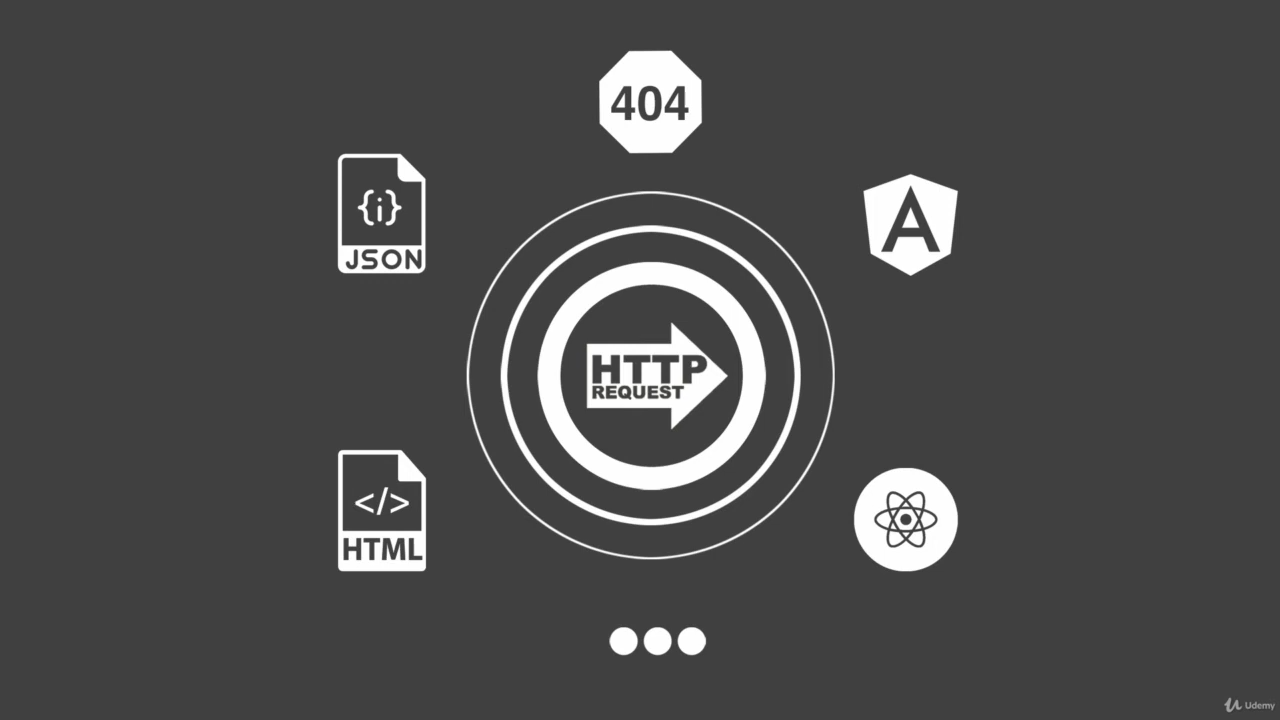 404
{i}
JSON
A
HTTP
REQUEST
</>
HTML
Udemy